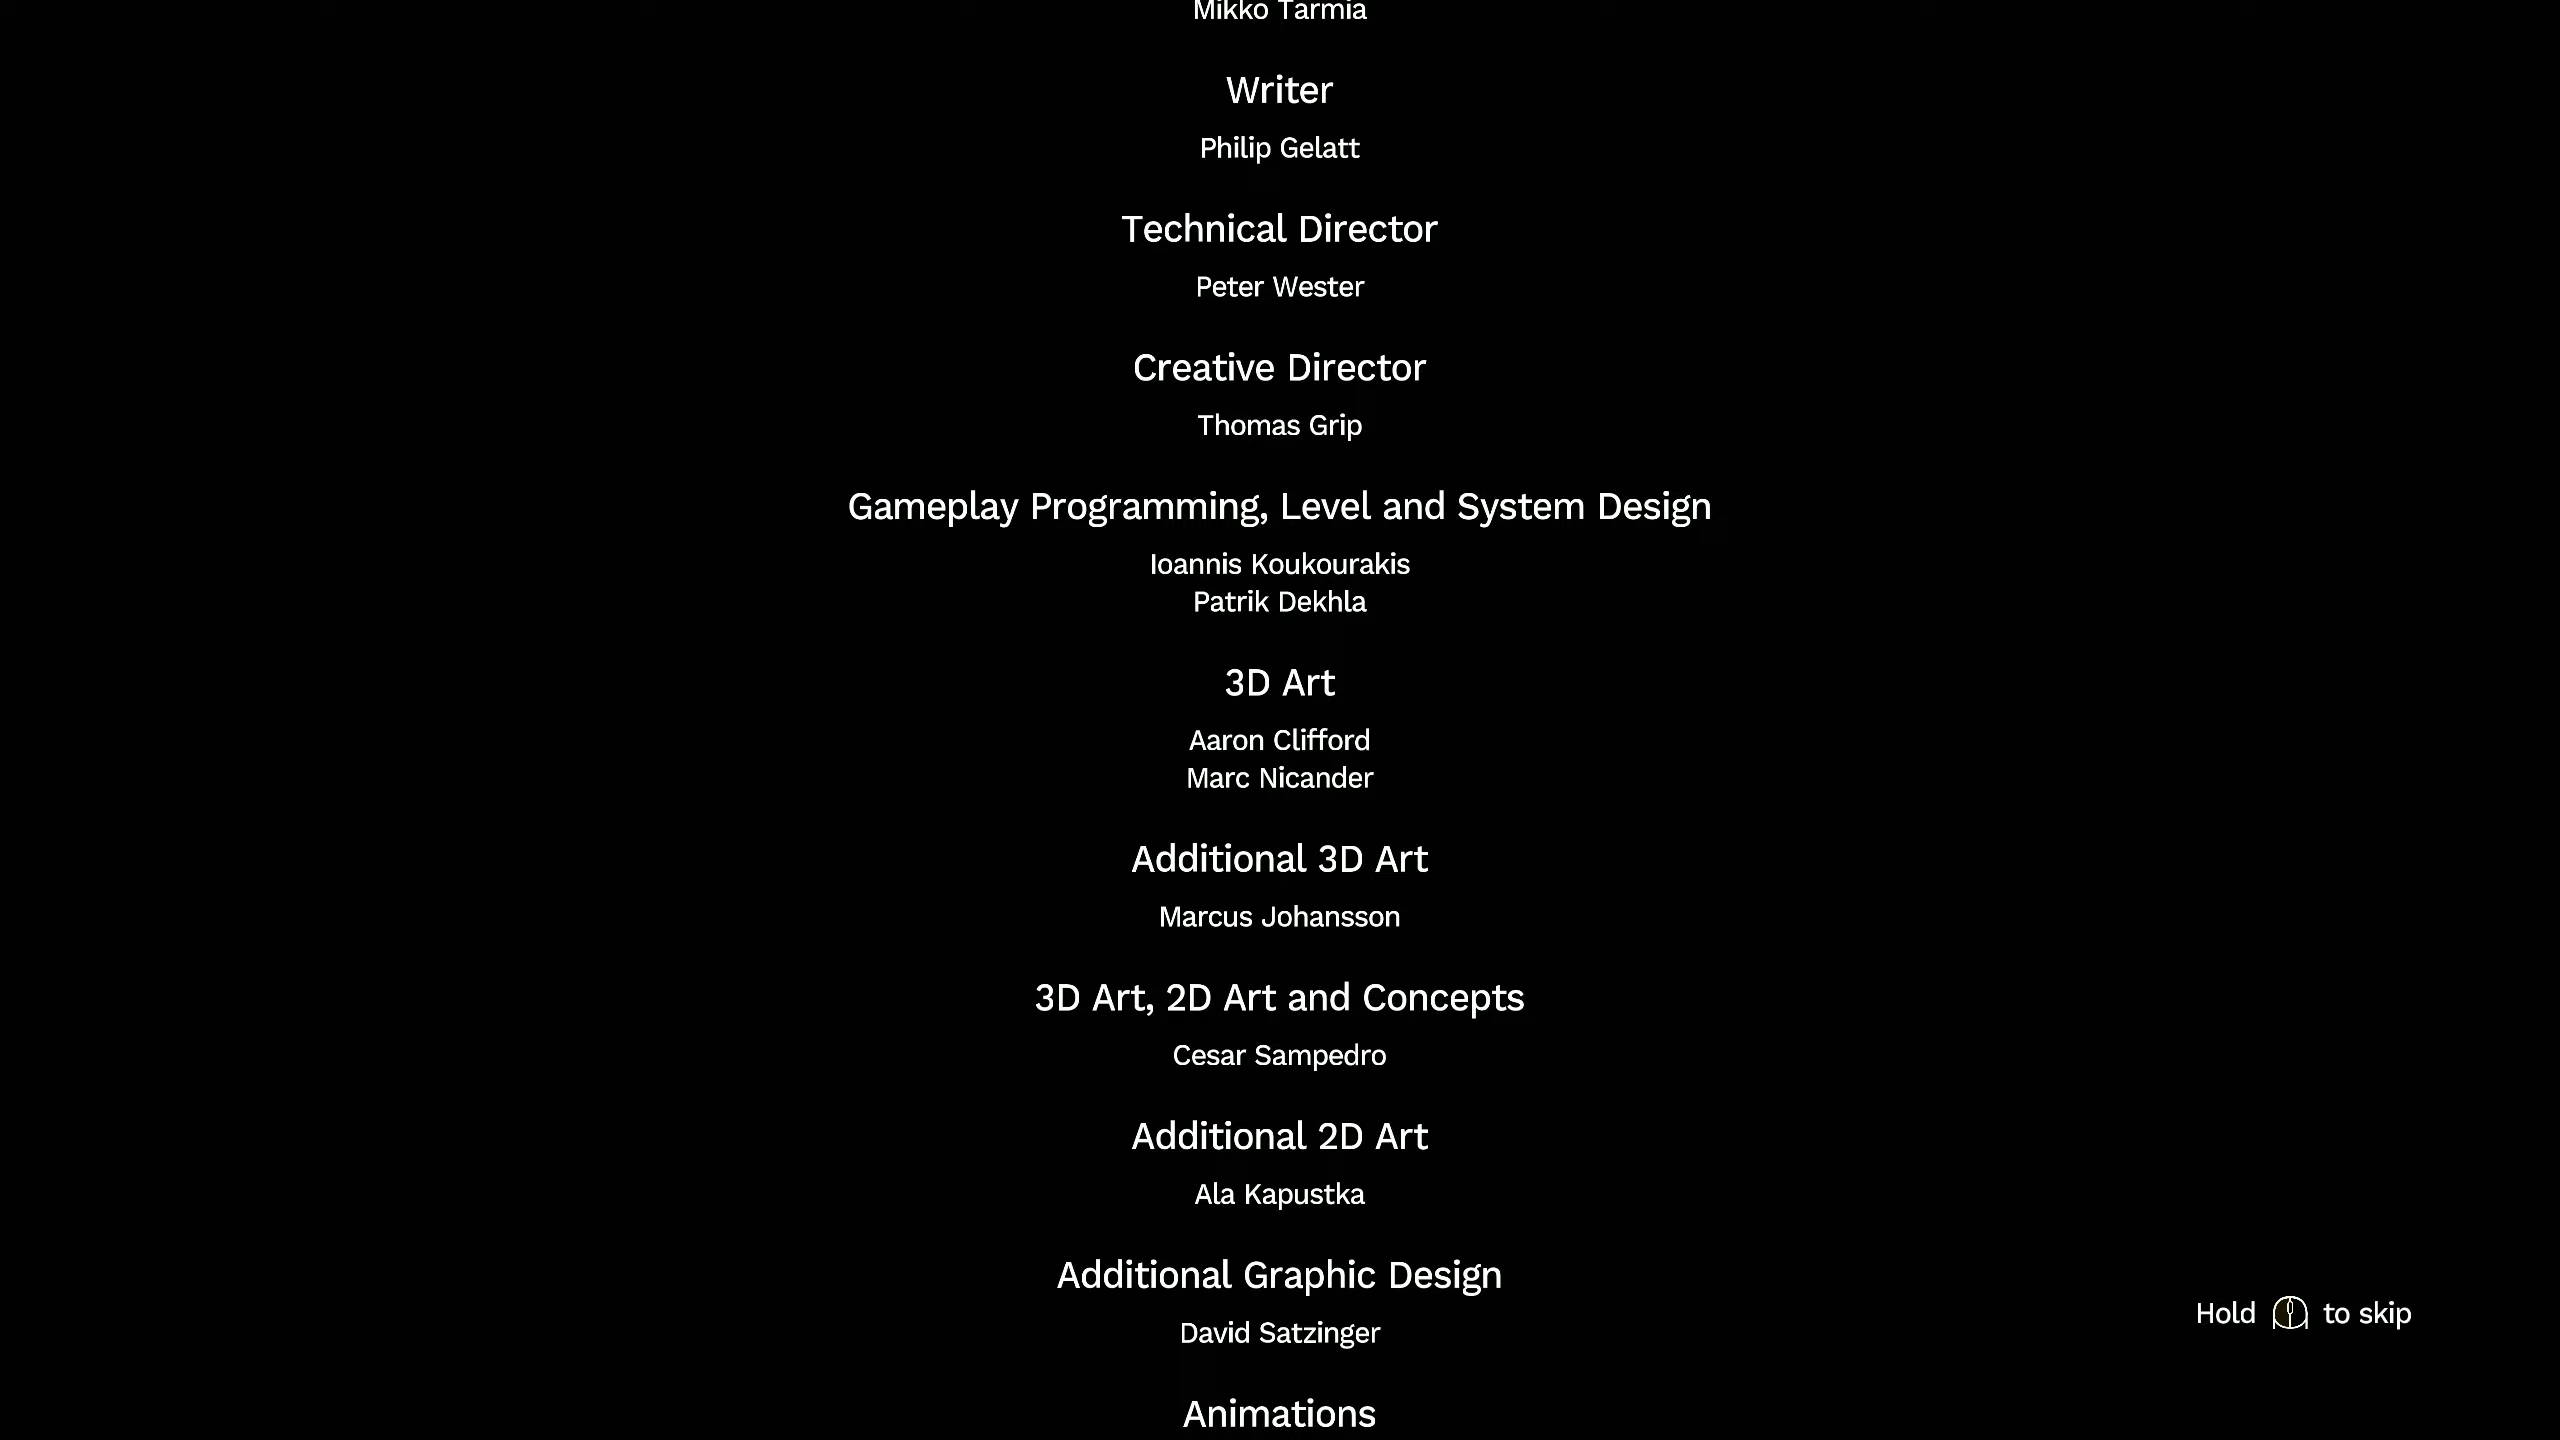 Mikko Tarmia
Writer
Philip Gelatt
Technical Director
Peter Wester
Creative Director
Thomas Grip
Gameplay Programming, Level and System Design
Ioannis Koukourakis
Patrik Dekhla
3D Art
Aaron Clifford
Marc Nicander
Additional 3D Art
Marcus Johansson
3D Art, 2D Art and Concepts
Cesar Sampedro
Additional 2D Art
Ala Kapustka
Additional Graphic Design
David Satzinger
Hold to skip
Animations